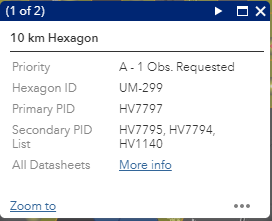 (1 of 2)
10 km Hexagon
Priority A - 1 Obs. Requested
Hexagon ID UM-299
Primary PID HV7797
Secondary PID HV7795, HV7794,
List HV1140
All Datasheets More info
Zoom to